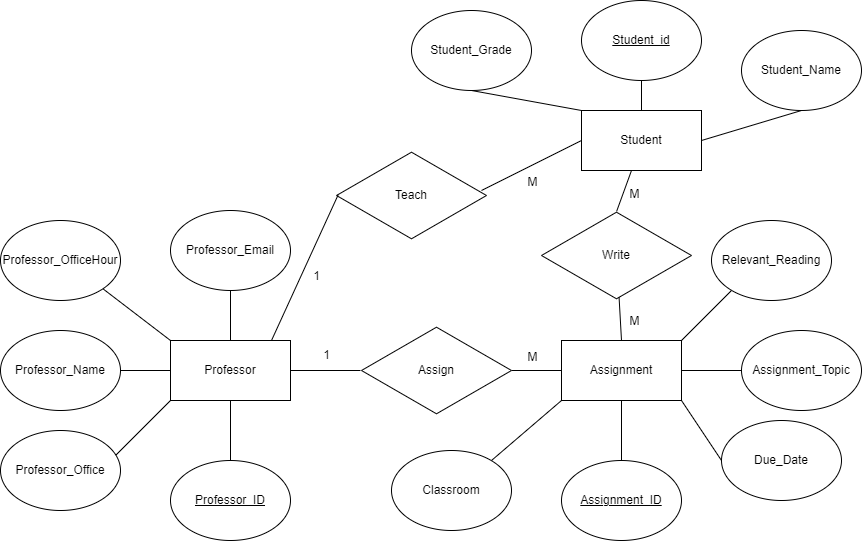 Student_id
Student_Grade
Student_Name
Student
Teach
M
M
Professor_OfficeHour
Professor_Email
Write
Relevant_Reading
1
M
1
M
Professor_Name
Professor
Assign
Assignment
Assignment_Topic
Professor_Office
Due_Date
Classroom
Professor_ID
Assignment_ID